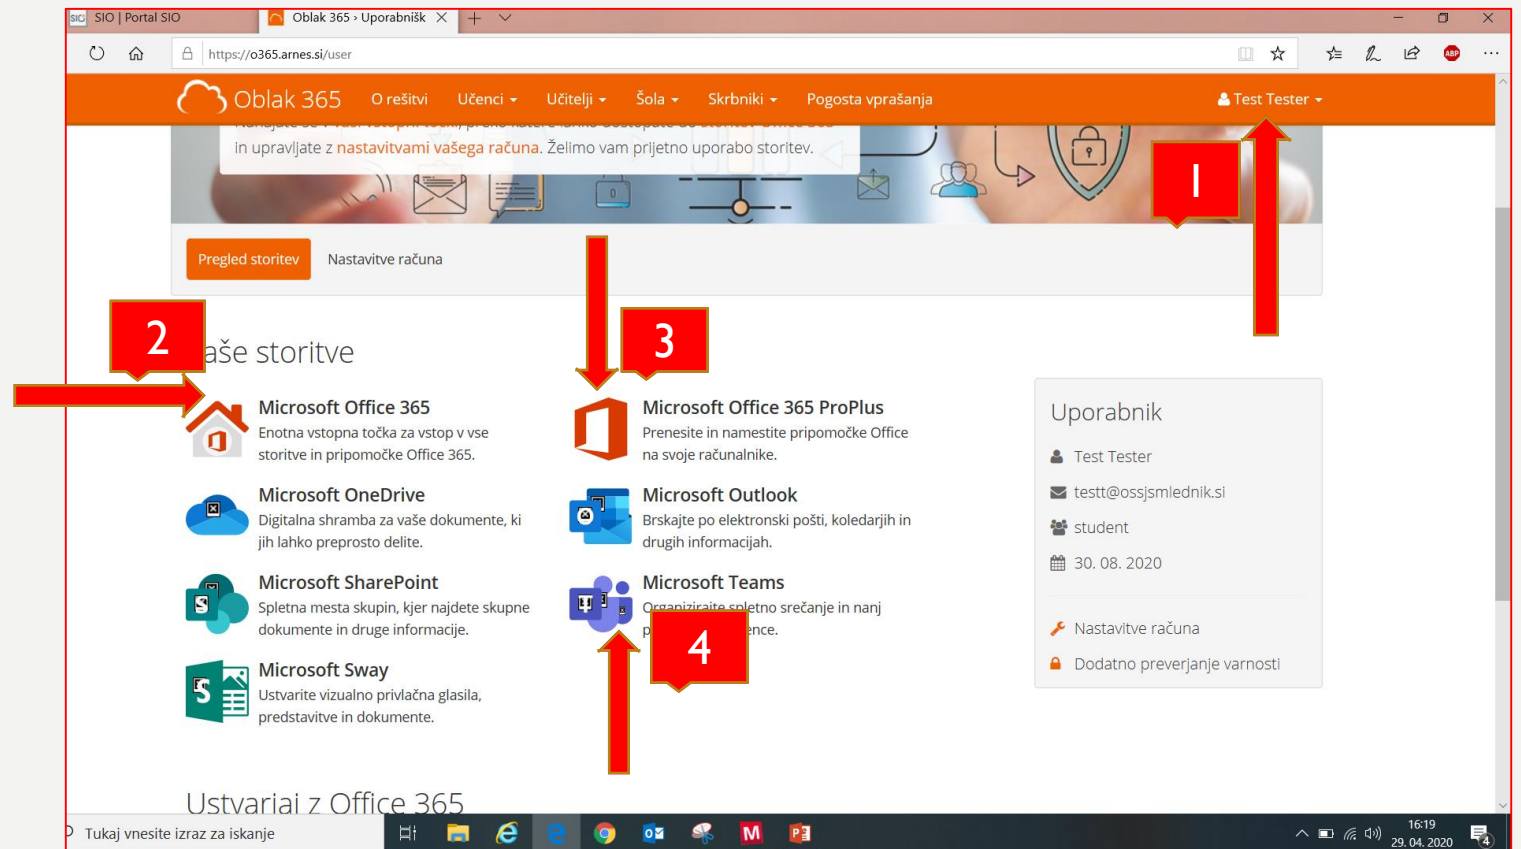 SIO | Portal SIO
Oblak 365 › Uporabnišk
https://o365.arnes.si/user
ABP
Oblak 365
O rešitvi
Učenci
Učitelji
Šola
Skrbniki
Pogosta vprašanja
Test Tester
in upravljate z nastavitvami vašega računa. Želimo vam prijetno uporabo storitev.
1
Pregled storitev
Nastavitve računa
2
3
aše storitve
Microsoft Office 365
Enotna vstopna točka za vstop v vse
storitve in pripomočke Office 365.
Microsoft Office 365 ProPlus
Prenesite in namestite pripomočke Office
na svoje računalnike.
Microsoft OneDrive
Digitalna shramba za vaše dokumente, ki
jih lahko preprosto delite.
Microsoft Outlook
Brskajte po elektronski pošti, koledarjih in
drugih informacijah.
Microsoft SharePoint
Spletna mesta skupin, kjer najdete skupne
dokumente in druge informacije.
Microsoft Teams
Organizirajte spletno srečanje in nanj
4
Microsoft Sway
Ustvarite vizualno privlačna glasila,
predstavitve in dokumente.
Uporabnik
Test Tester
testt@ossjsmlednik.si
student
30. 08. 2020
Nastavitve računa
Dodatno preverjanje varnosti
Ustvarjaj z Office 365
Tukaj vnesite izraz za iskanje
16:19
29. 04. 2020
4